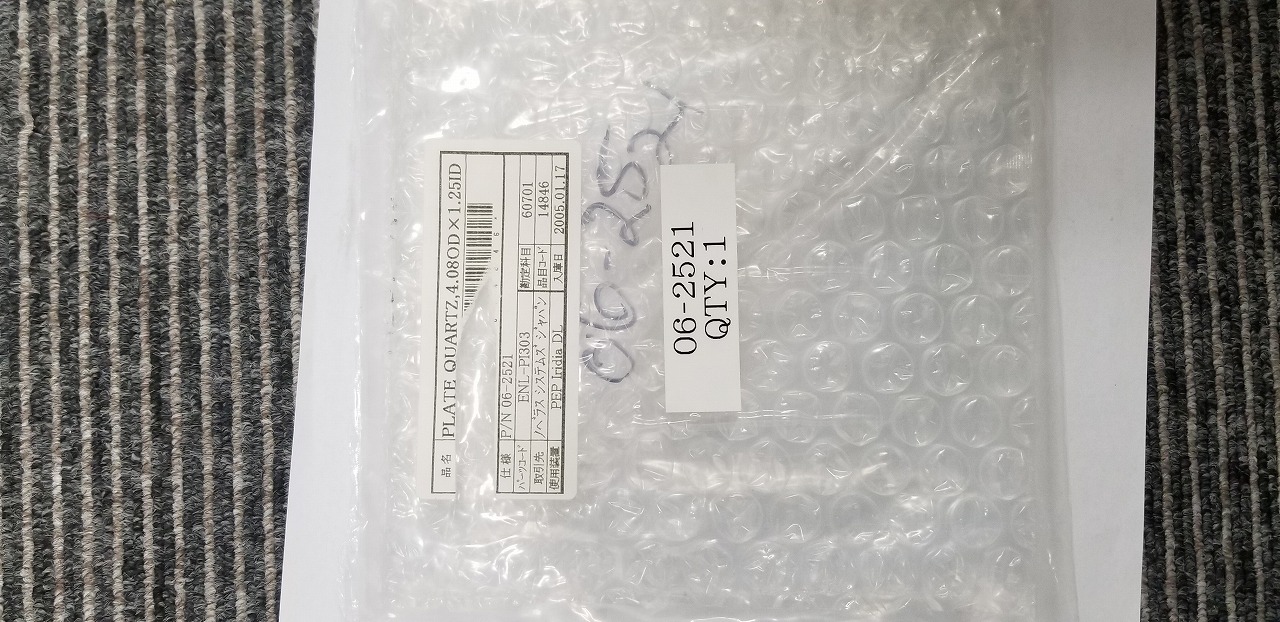 品名 PLATE QUARTZ,4.08OD×1.25ID
仕様 P/N 06-2521
パーツコード ENL-PI303 勘定科目 60701
取引先 ノベラス システムズ ジャパン 品目コード 14846
使用装置 PEP Iridia DL 入庫日 2005.01.17
06-2521
06-2521
QTY:1